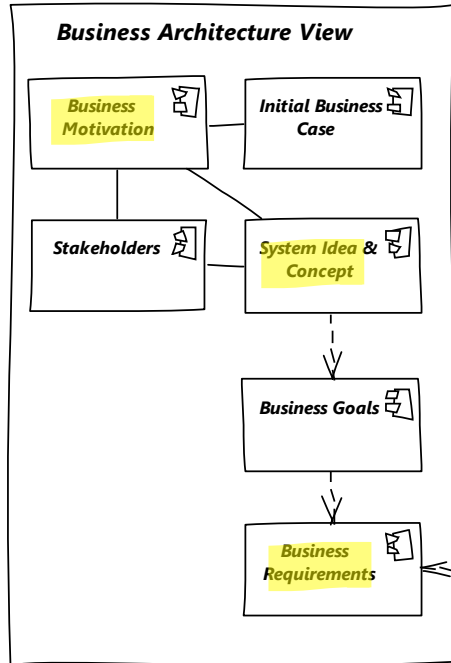 Business Architecture View
Business
Motivation
Initial Business
Case
Stakeholders
System Idea &
Concept
Business Goals
Business
Requirements